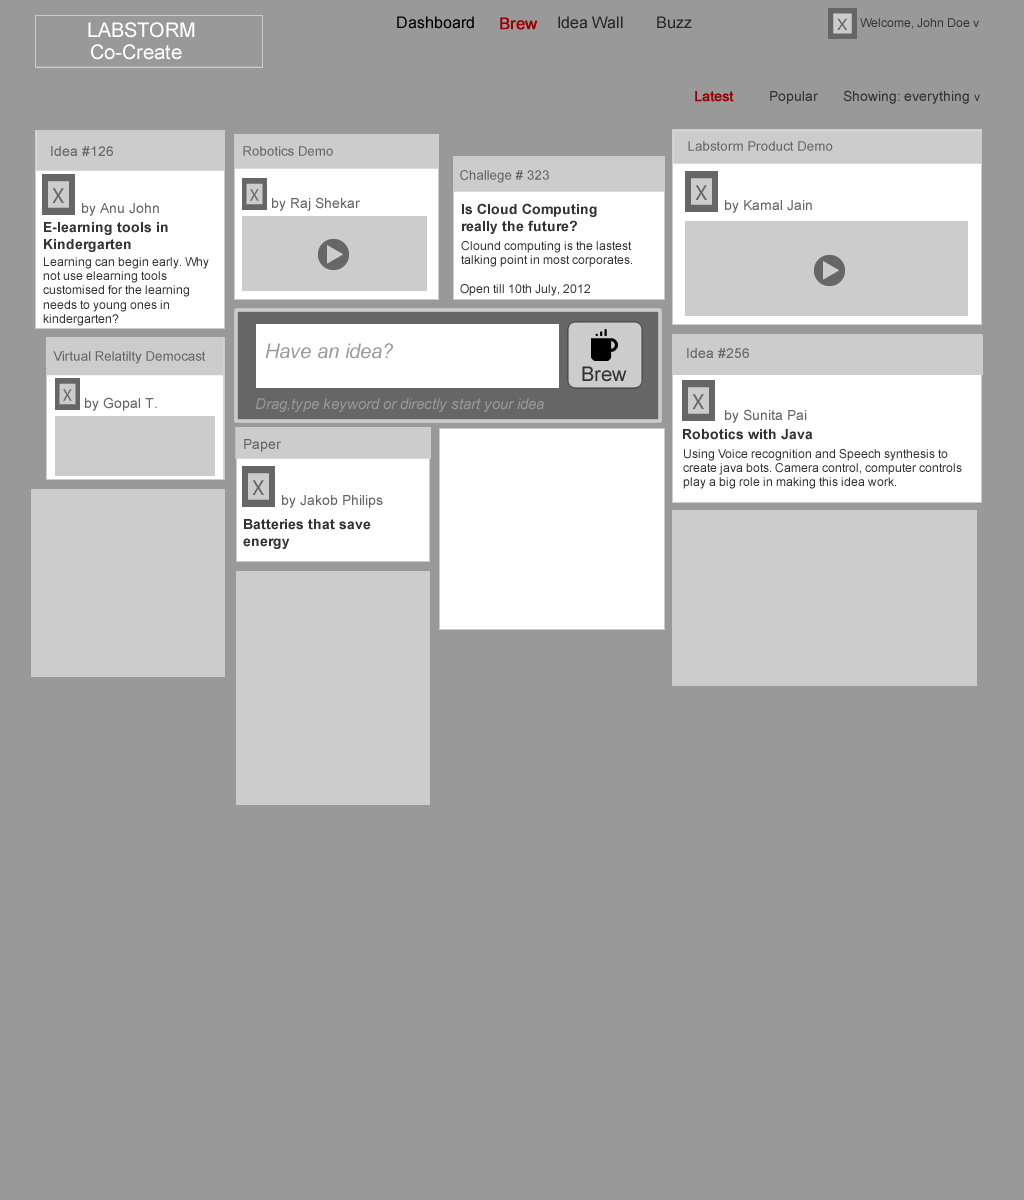 LABSTORM
Co-Create
Dashboard
Brew
Idea Wall
Buzz
X
Welcome, John Doe v
Latest
Popular
Showing: everything v
Idea #126
X
by Anu John
E-learning tools in
Kindergarten
Learning can begin early. Why
not use elearning tools
customised for the learning
needs to young ones in
kindergarten?
Robotics Demo
X
by Raj Shekar
Challege # 323
Is Cloud Computing
really the future?
Clound computing is the lastest
talking point in most corporates.
Open till 10th July, 2012
Labstorm Product Demo
X
by Kamal Jain
Have an idea?
Brew
Drag,type keyword or directly start your idea
Virtual Relatilty Democast
X
by Gopal T.
Idea #256
X
by Sunita Pai
Robotics with Java
Using Voice recognition and Speech synthesis to
create java bots. Camera control, computer controls
play a big role in making this idea work.
Paper
X
by Jakob Philips
Batteries that save
energy